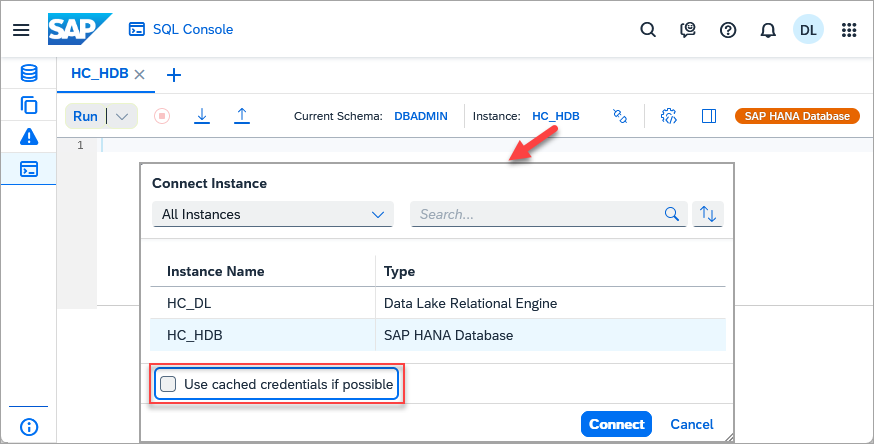 SAP SQL Console DL
HC_HDB
Run Current Schema: DBADMIN Instance: HC_HDB SAP HANA Database
1
Connect Instance
All Instances Search...
Instance Name Type
HC_DL Data Lake Relational Engine
HC_HDB SAP HANA Database
Use cached credentials if possible
Connect Cancel